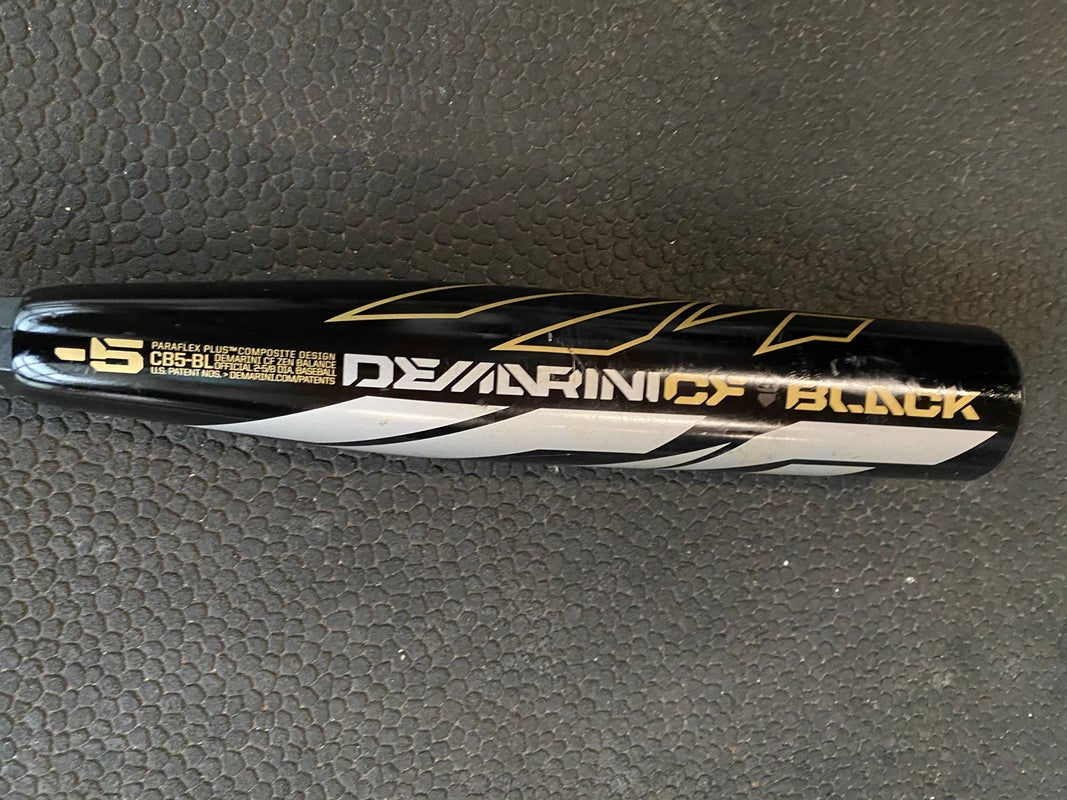 -5
PARAFLEX PLUS™ COMPOSITE DESIGN
CB5-BL DEMARINI CF ZEN BALANCE
OFFICIAL 2-5/8 DIA. BASEBALL
U.S. PATENT NOS. > DEMARINI.COM/PATENTS
DEMARINI CF BLACK